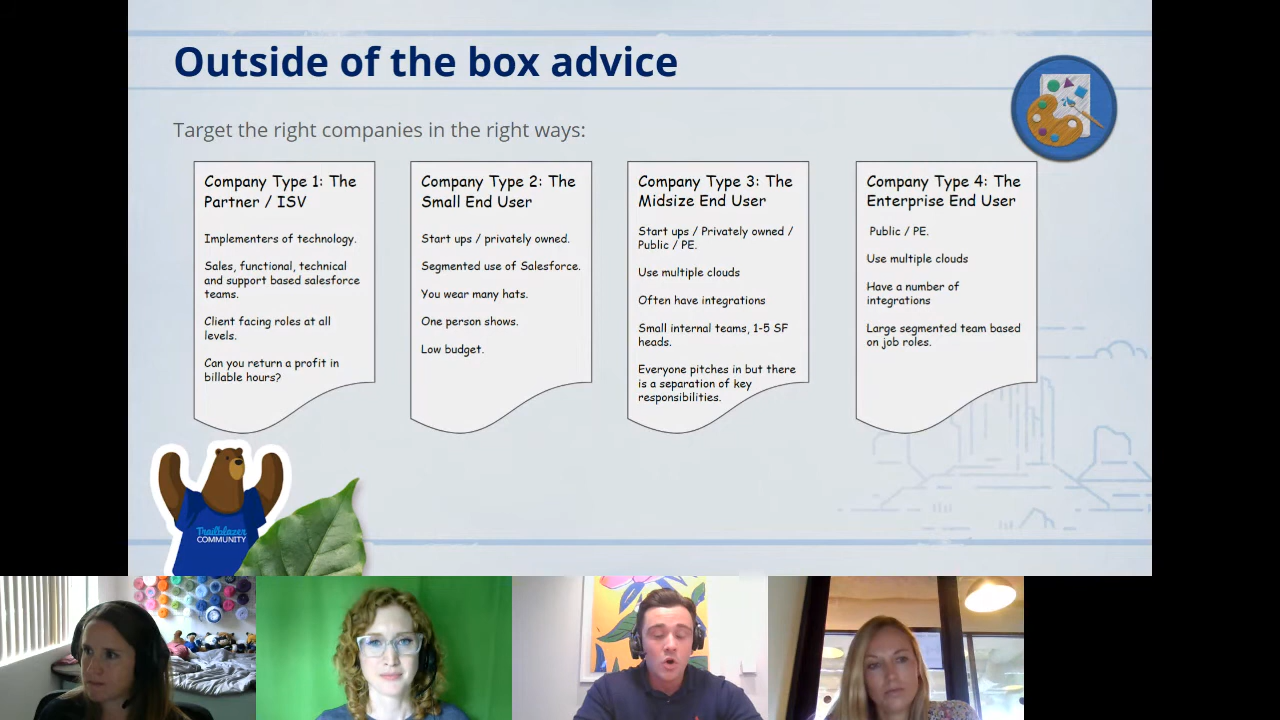 Outside of the box advice
Target the right companies in the right ways:
Company Type 1: The
Partner / ISV
Implementers of technology.
Sales, functional, technical
and support based salesforce
teams.
Client facing roles at all
levels.
Can you return a profit in
billable hours?
Company Type 2: The
Small End User
Start ups / privately owned.
Segmented use of Salesforce.
You wear many hats.
One person shows.
Low budget.
Company Type 3: The
Midsize End User
Start ups / Privately owned /
Public / PE.
Use multiple clouds
Often have integrations
Small internal teams, 1-5 SF
heads.
Everyone pitches in but there
is a separation of key
responsibilities.
Company Type 4: The
Enterprise End User
Public / PE.
Use multiple clouds
Have a number of
integrations
Large segmented team based
on job roles.
Trailblazer
COMMUNITY